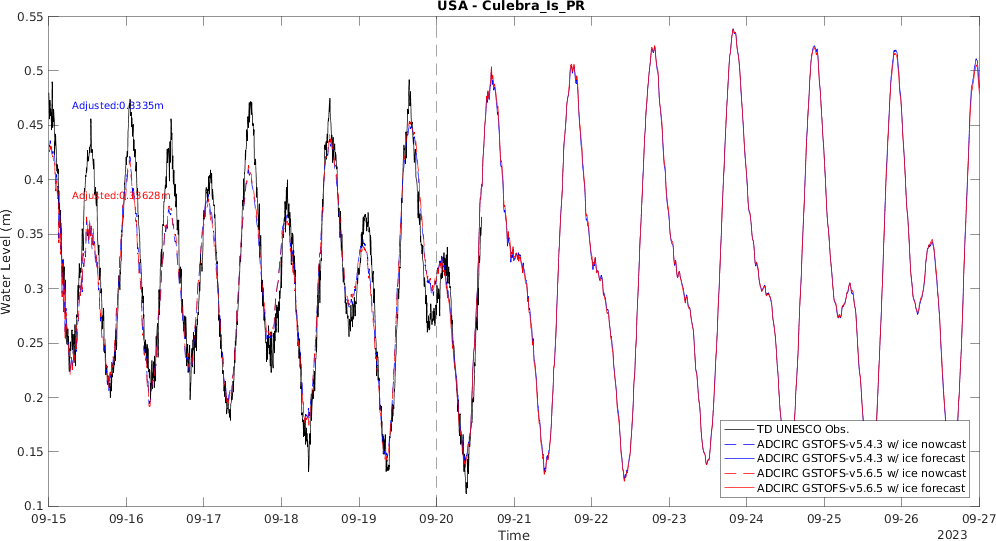 USA - Culebra_Is_PR
0.55
0.5
0.45
0.4
0.35
0.3
0.25
0.2
0.15
0.1
Water Level (m)
Adjusted:0.3335m
Adjusted:0.33628m
TD UNESCO Obs.
ADCIRC GSTOFS-v5.4.3 w/ ice nowcast
ADCIRC GSTOFS-v5.4.3 w/ ice forecast
ADCIRC GSTOFS-v5.6.5 w/ ice nowcast
ADCIRC GSTOFS-v5.6.5 w/ ice forecast
09-15 09-16 09-17 09-18 09-19 09-20 09-21 09-22 09-23 09-24 09-25 09-26 09-27
Time
2023